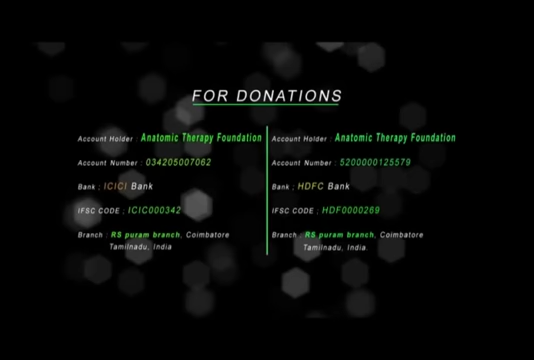 FOR DONATIONS
Account Holder : Anatomic Therapy Foundation
Account Number : 034205007062
Bank ; ICICI Bank
IFSC CODE ; ICIC000342
Branch : RS puram branch, Coimbatore
Tamilnadu, India
Account Holder : Anatomic Therapy Foundation
Account Number : 5200000125579
Bank ; HDFC Bank
IFSC CODE ; HDF0000269
Branch : RS puram branch, Coimbatore
Tamilnadu, India.